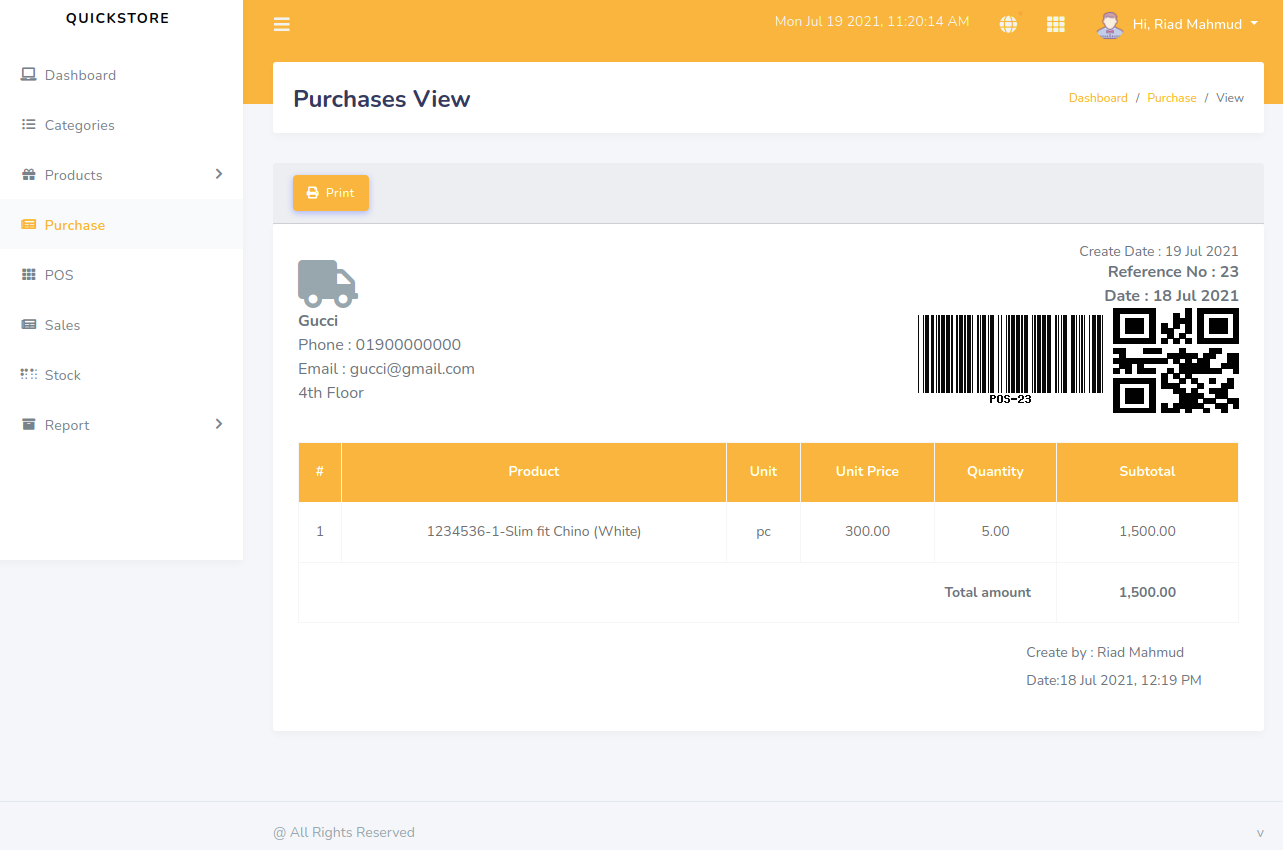 QUICKSTORE
Mon Jul 19 2021, 11:20:14 AM
Hi, Riad Mahmud
Dashboard
Categories
Products
Purchase
POS
Sales
Stock
Report
Purchases View
Dashboard / Purchase / View
Print
Create Date : 19 Jul 2021
Reference No : 23
Date : 18 Jul 2021
Gucci
Phone : 01900000000
Email : gucci@gmail.com
4th Floor
POS-23
# Product Unit Unit Price Quantity Subtotal
1 1234536-1-Slim fit Chino (White) pc 300.00 5.00 1,500.00
Total amount 1,500.00
Create by : Riad Mahmud
Date:18 Jul 2021, 12:19 PM
@ All Rights Reserved v